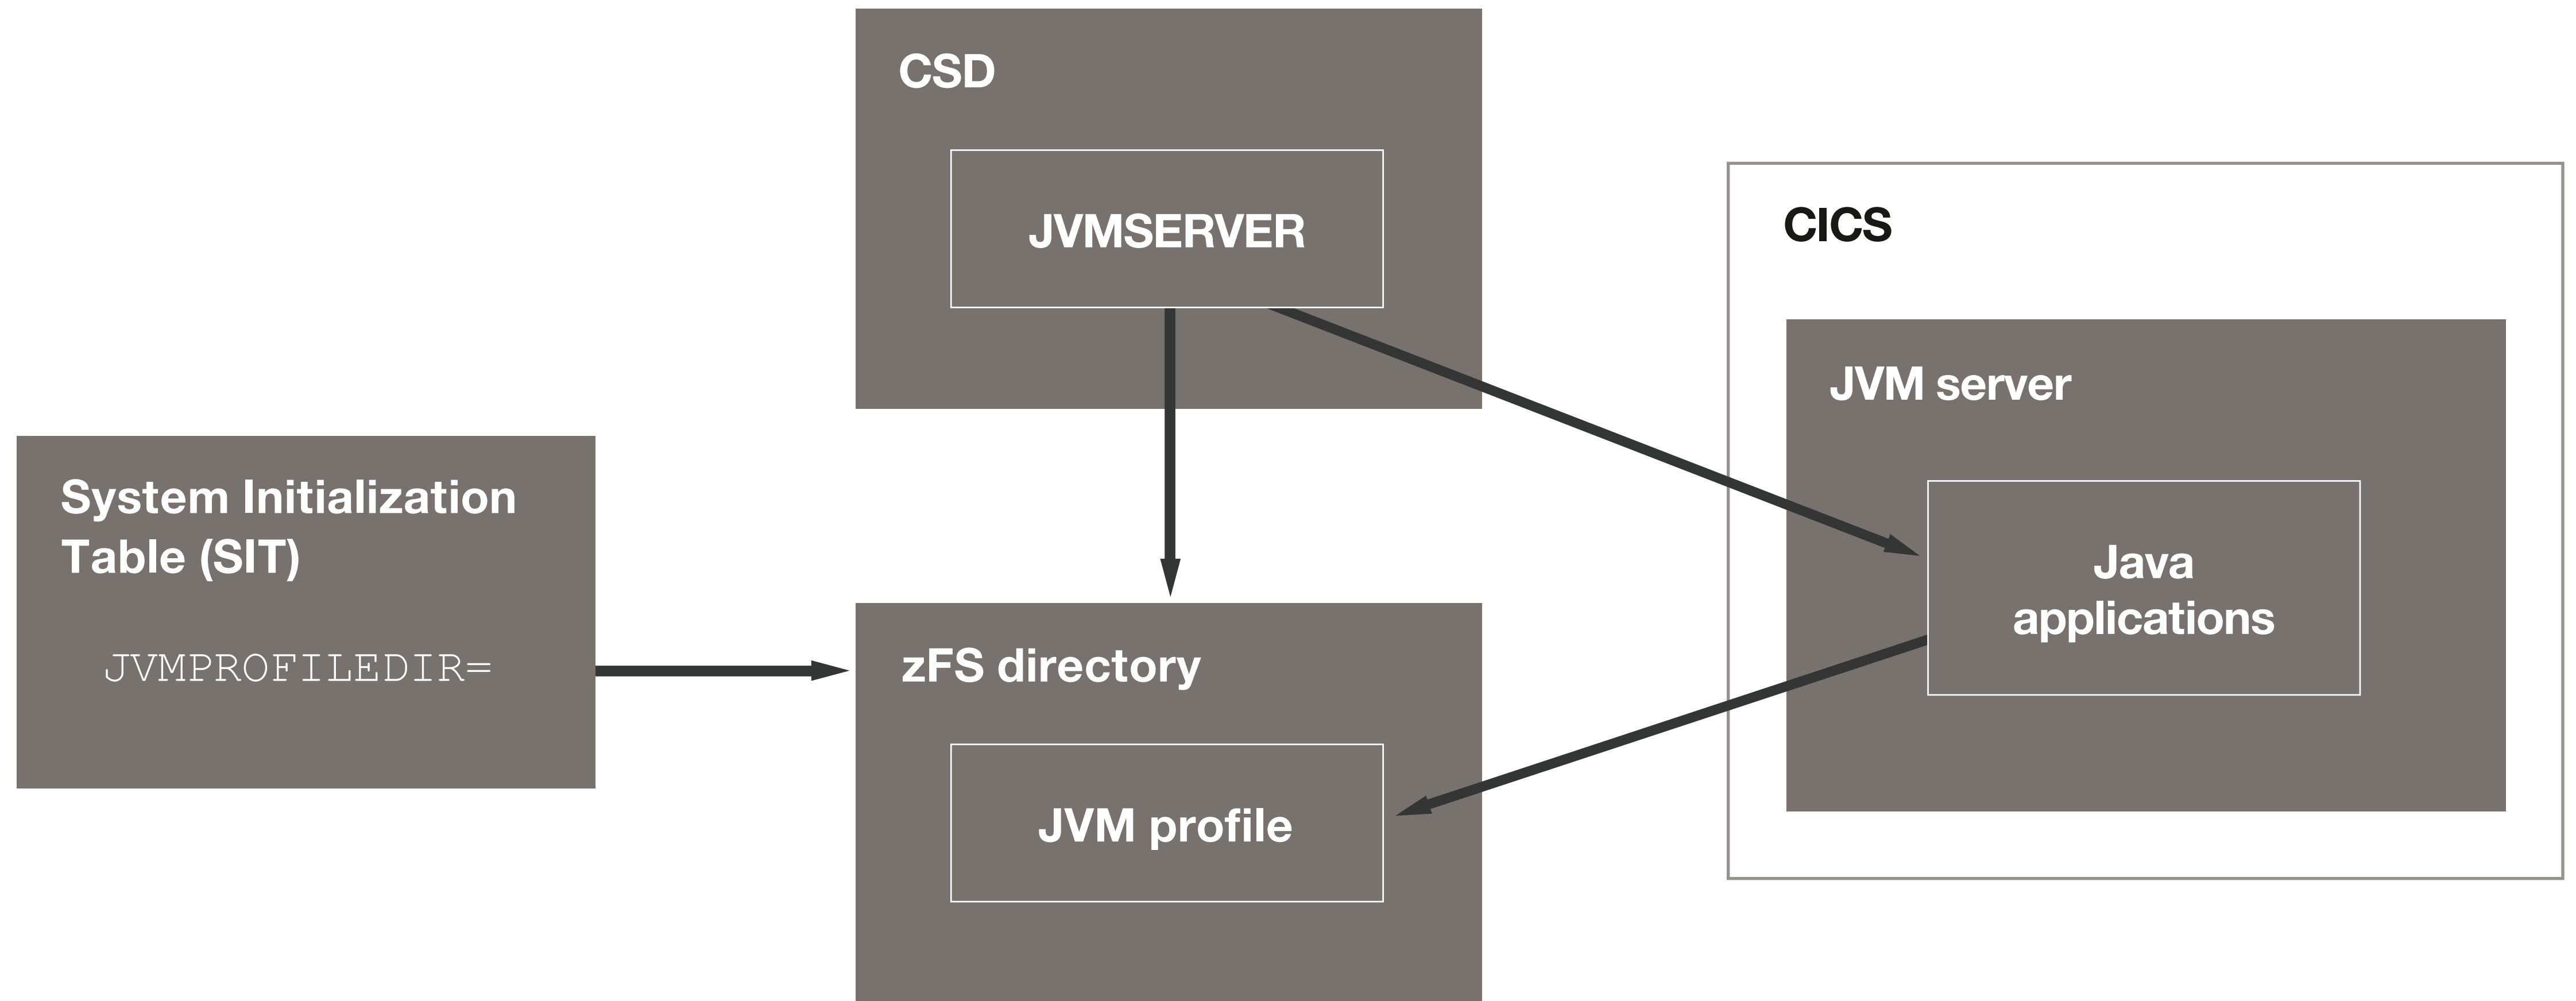 CSD
JVMSERVER
CICS
JVM server
Java
applications
System Initialization
Table (SIT)
JVMPROFILEDIR=
zFS directory
JVM profile